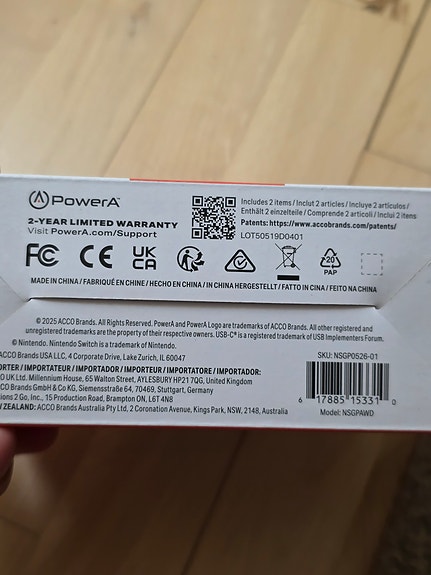 PowerA
2-YEAR LIMITED WARRANTY
Visit PowerA.com/Support
Includes 2 items / Inclut 2 articles / Incluye 2 artículos /
Enthält 2 einzelteile / Comprende 2 articoli / Inclui 2 itens
Patents: https://www.accobrands.com/patents/
LOT50519D0401
FC CE UK CA
20
PAP
MADE IN CHINA / FABRIQUÉ EN CHINE / HECHO EN CHINA / IN CHINA HERGESTELLT / FATTO IN CINA / FEITO NA CHINA
© 2025 ACCO Brands. All Rights Reserved. PowerA and PowerA Logo are trademarks of ACCO Brands. All other registered and
unregistered trademarks are the property of their respective owners. USB-C® is a registered trademark of USB Implementers Forum.
© Nintendo. Nintendo Switch is a trademark of Nintendo.
ACCO Brands USA LLC, 4 Corporate Drive, Lake Zurich, IL 60047
ORTER / IMPORTATEUR / IMPORTADOR / IMPORTEUR / IMPORTATORE / IMPORTADOR:
O UK Ltd. Millennium House, 65 Walton Street, AYLESBURY HP21 7QG, United Kingdom
CCO Brands GmbH & Co KG, Siemensstraße 64, 70469, Stuttgart, Germany
tions 2 Go, Inc., 15 Production Road, Brampton ON, L6T 4N8
W ZEALAND: ACCO Brands Australia Pty Ltd, 2 Coronation Avenue, Kings Park, NSW, 2148, Australia
SKU: NSGP0526-01
6 17885 15331 0
Model: NSGPAWD